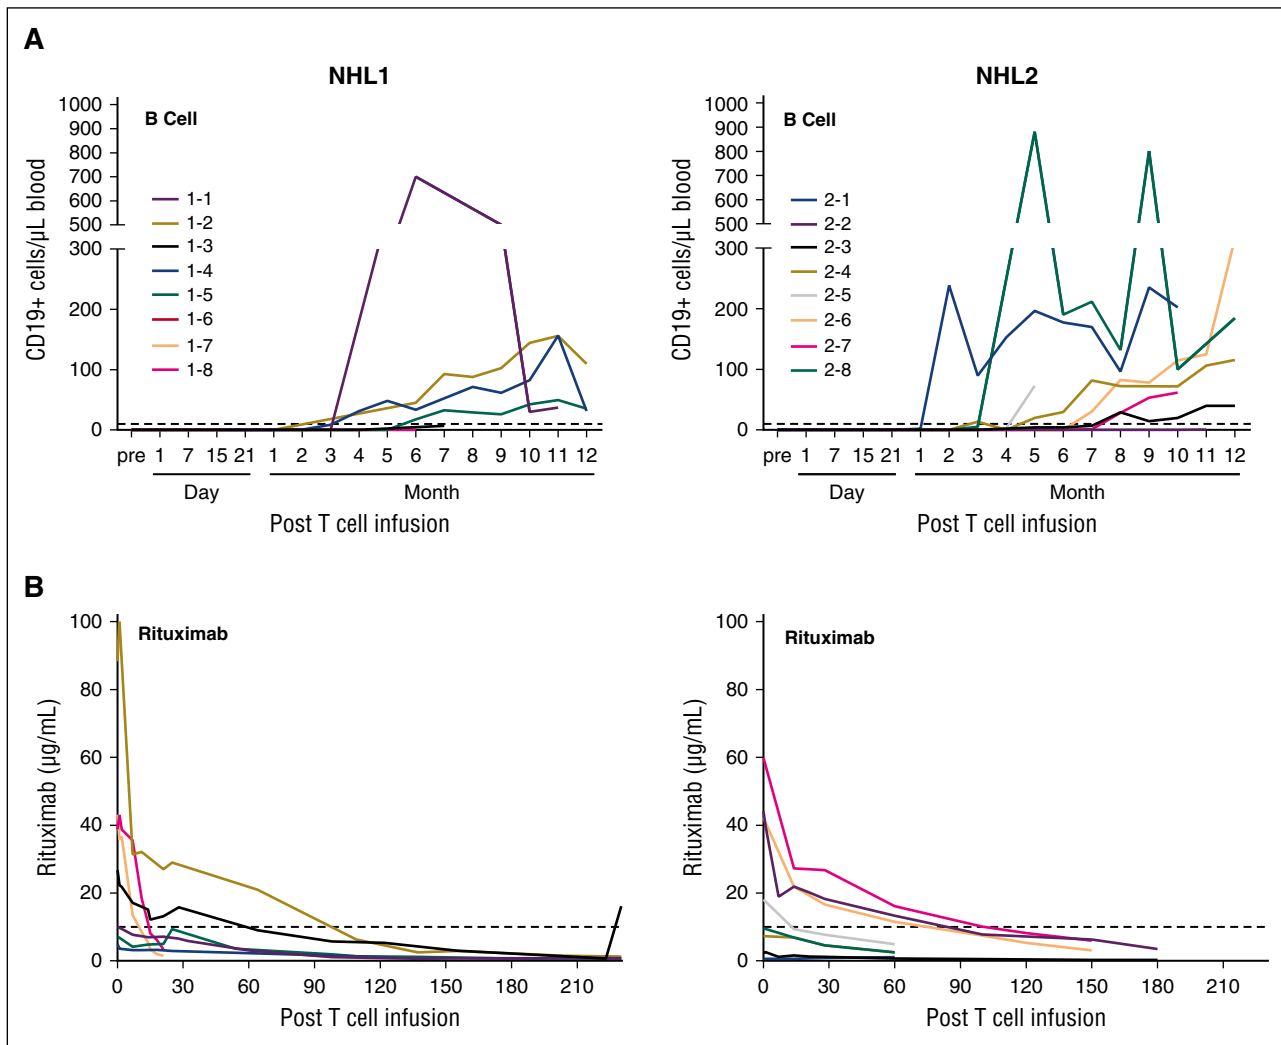 A
NHL1
NHL2
CD19+ cells/µL blood
1000
900
800
700
600
500
300
200
100
0
B Cell
1-1
1-2
1-3
1-4
1-5
1-6
1-7
1-8
pre 1 7 15 21 1 2 3 4 5 6 7 8 9 10 11 12
Day
Month
Post T cell infusion
CD19+ cells/µL blood
1000
900
800
700
600
500
300
200
100
0
B Cell
2-1
2-2
2-3
2-4
2-5
2-6
2-7
2-8
pre 1 7 15 21 1 2 3 4 5 6 7 8 9 10 11 12
Day
Month
Post T cell infusion
B
Rituximab (µg/mL)
100
80
60
40
20
0
Rituximab
0 30 60 90 120 150 180 210
Post T cell infusion
Rituximab (µg/mL)
100
80
60
40
20
0
Rituximab
0 30 60 90 120 150 180 210
Post T cell infusion